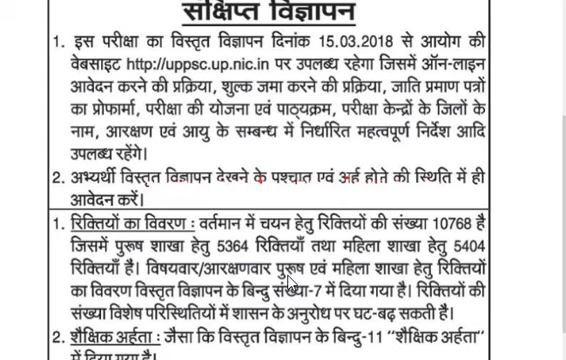 संक्षिप्त विज्ञापन
1. इस परीक्षा का विस्तृत विज्ञापन दिनांक 15.03.2018 से आयोग की
वेबसाइट http://uppsc.up.nic.in पर उपलब्ध रहेगा जिसमें ऑन-लाइन
आवेदन करने की प्रक्रिया, शुल्क जमा करने की प्रक्रिया, जाति प्रमाण पत्रों
का प्रोफार्मा, परीक्षा की योजना एवं पाठ्यक्रम, परीक्षा केन्द्रों के जिलों के
नाम, आरक्षण एवं आयु के सम्बन्ध में निर्धारित महत्वपूर्ण निर्देश आदि
उपलब्ध रहेंगे।
2. अभ्यर्थी विस्तृत विज्ञापन देखने के पश्चात एवं अर्ह होने की स्थिति में ही
आवेदन करें।
1. रिक्तियों का विवरण : वर्तमान में चयन हेतु रिक्तियों की संख्या 10768 है
जिसमें पुरूष शाखा हेतु 5364 रिक्तियाँ तथा महिला शाखा हेतु 5404
रिक्तियाँ है। विषयवार/आरक्षणवार पुरूष एवं महिला शाखा हेतु रिक्तियों
का विवरण विस्तृत विज्ञापन के बिन्दु संख्या-7 में दिया गया है। रिक्तियों की
संख्या विशेष परिस्थितियों में शासन के अनुरोध पर घट-बढ़ सकती है।
2. शैक्षिक अर्हता : जैसा कि विस्तृत विज्ञापन के बिन्दु-11 "शैक्षिक अर्हता"
में दिया गया है।